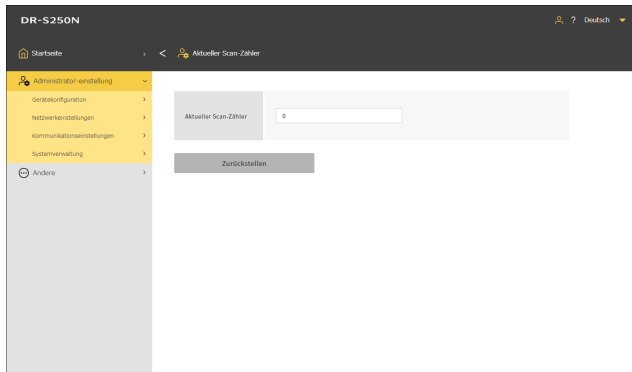 DR-S250N
? Deutsch
Startseite
Aktueller Scan-Zähler
Administrator-einstellung
Gerätekonfiguration
Netzwerkeinstellungen
Kommunikationseinstellungen
Systemverwaltung
Andere
Aktueller Scan-Zähler
0
Zurückstellen